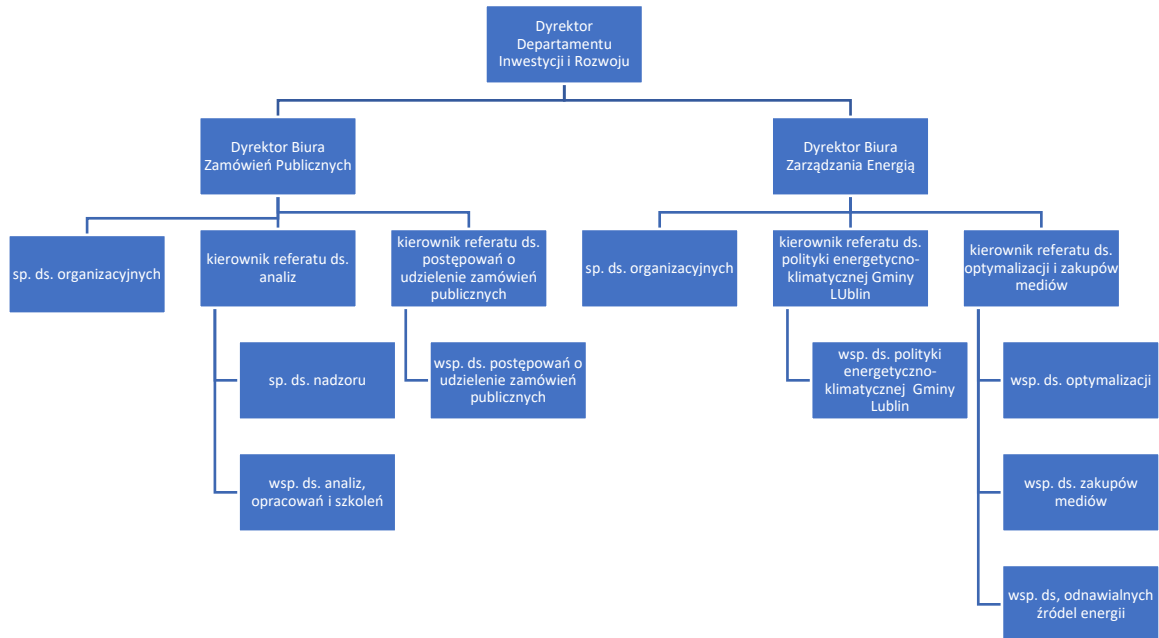 Dyrektor
Departamentu
Inwestycji i Rozwoju
Dyrektor Biura
Zamówień Publicznych
Dyrektor Biura
Zarządzania Energią
sp. ds. organizacyjnych
kierownik referatu ds.
analiz
kierownik referatu ds.
postępowań o
udzielenie zamówień
publicznych
sp. ds. organizacyjnych
kierownik referatu ds.
polityki energetycno-
klimatycznej Gminy
LUblin
kierownik referatu ds.
optymalizacji i zakupów
mediów
sp. ds. nadzoru
wsp. ds. postępowań o
udzielenie zamówień
publicznych
wsp. ds. polityki
energetyczno-
klimatycznej Gminy
Lublin
wsp. ds. optymalizacji
wsp. ds. analiz,
opracowań i szkoleń
wsp. ds. zakupów
mediów
wsp. ds, odnawialnych
źródel energii